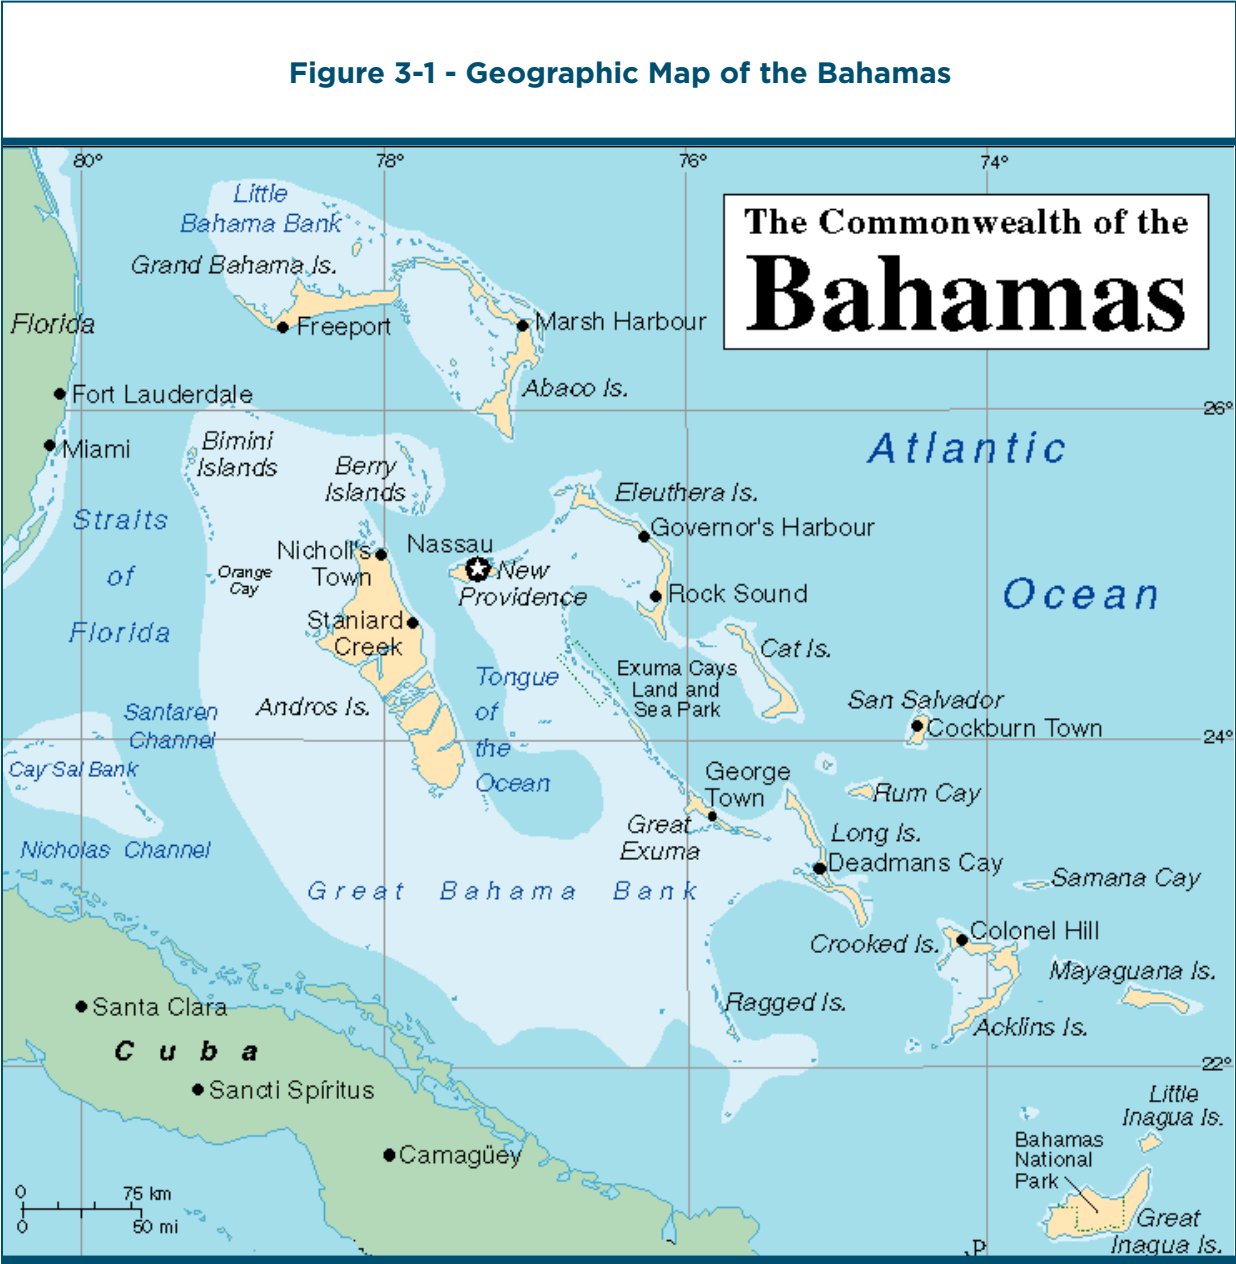 Figure 3-1 - Geographic Map of the Bahamas
80°
78°
76°
74°
The Commonwealth of the
Bahamas
Little
Bahama Bank
Grand Bahama Is.
Florida
Freeport
Marsh Harbour
Abaco Is.
Fort Lauderdale
26°
Miami
Bimini
Islands
Berry
Islands
Atlantic
Ocean
Eleuthera Is.
Governor's Harbour
Straits
of
Florida
Nicholl's
Town
Nassau
New
Providence
Orange
Cay
Rock Sound
Staniard
Creek
Cat Is.
Tongue
of
the
Ocean
Exuma Cays
Land and
Sea Park
Andros Is.
San Salvador
Cockburn Town
Santaren
Channel
24°
Cay Sal Bank
George
Town
Rum Cay
Great
Exuma
Long Is.
Deadmans Cay
Nicholas Channel
Great Bahama Bank
Samana Cay
Colonel Hill
Crooked Is.
Mayaguana Is.
Ragged Is.
Acklins Is.
Santa Clara
Cuba
22°
Sancti Spíritus
Little
Inagua Is.
Bahamas
National
Park
Camagüey
0 75 km
0 50 mi
Great
Inagua Is.
.P